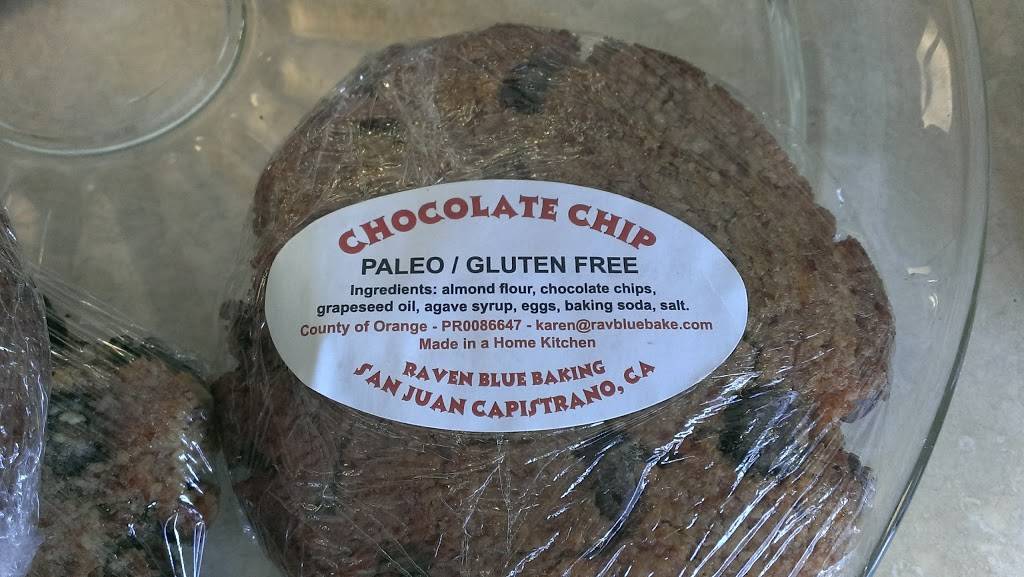 CHOCOLATE CHIP
PALEO / GLUTEN FREE
Ingredients: almond flour, chocolate chips,
grapeseed oil, agave syrup, eggs, baking soda, salt.
County of Orange - PR0086647 - karen@ravbluebake.com
Made in a Home Kitchen
RAVEN BLUE BAKING
SAN JUAN CAPISTRANO, CA